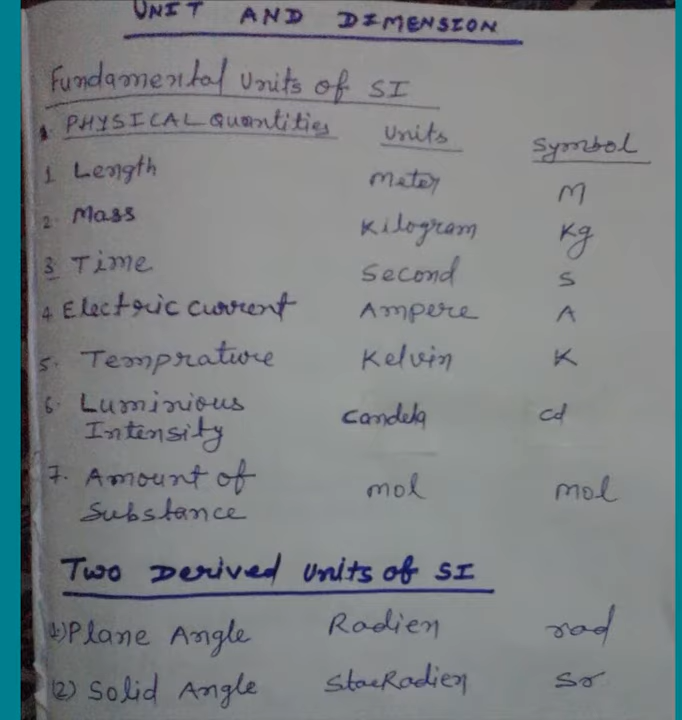 UNIT AND DIMENSION
Fundamental Units of SI
1. PHYSICAL Quantities Units Symbol
1 Length Meter M
2. Mass Kilogram Kg
3 Time Second S
4 Electric current Ampere A
5. Temprature Kelvin K
6. Luminious Intensity Candela cd
7. Amount of Substance mol mol
Two Derived Units of SI
(1) Plane Angle Radien rad
(2) Solid Angle StaeRadien Sr